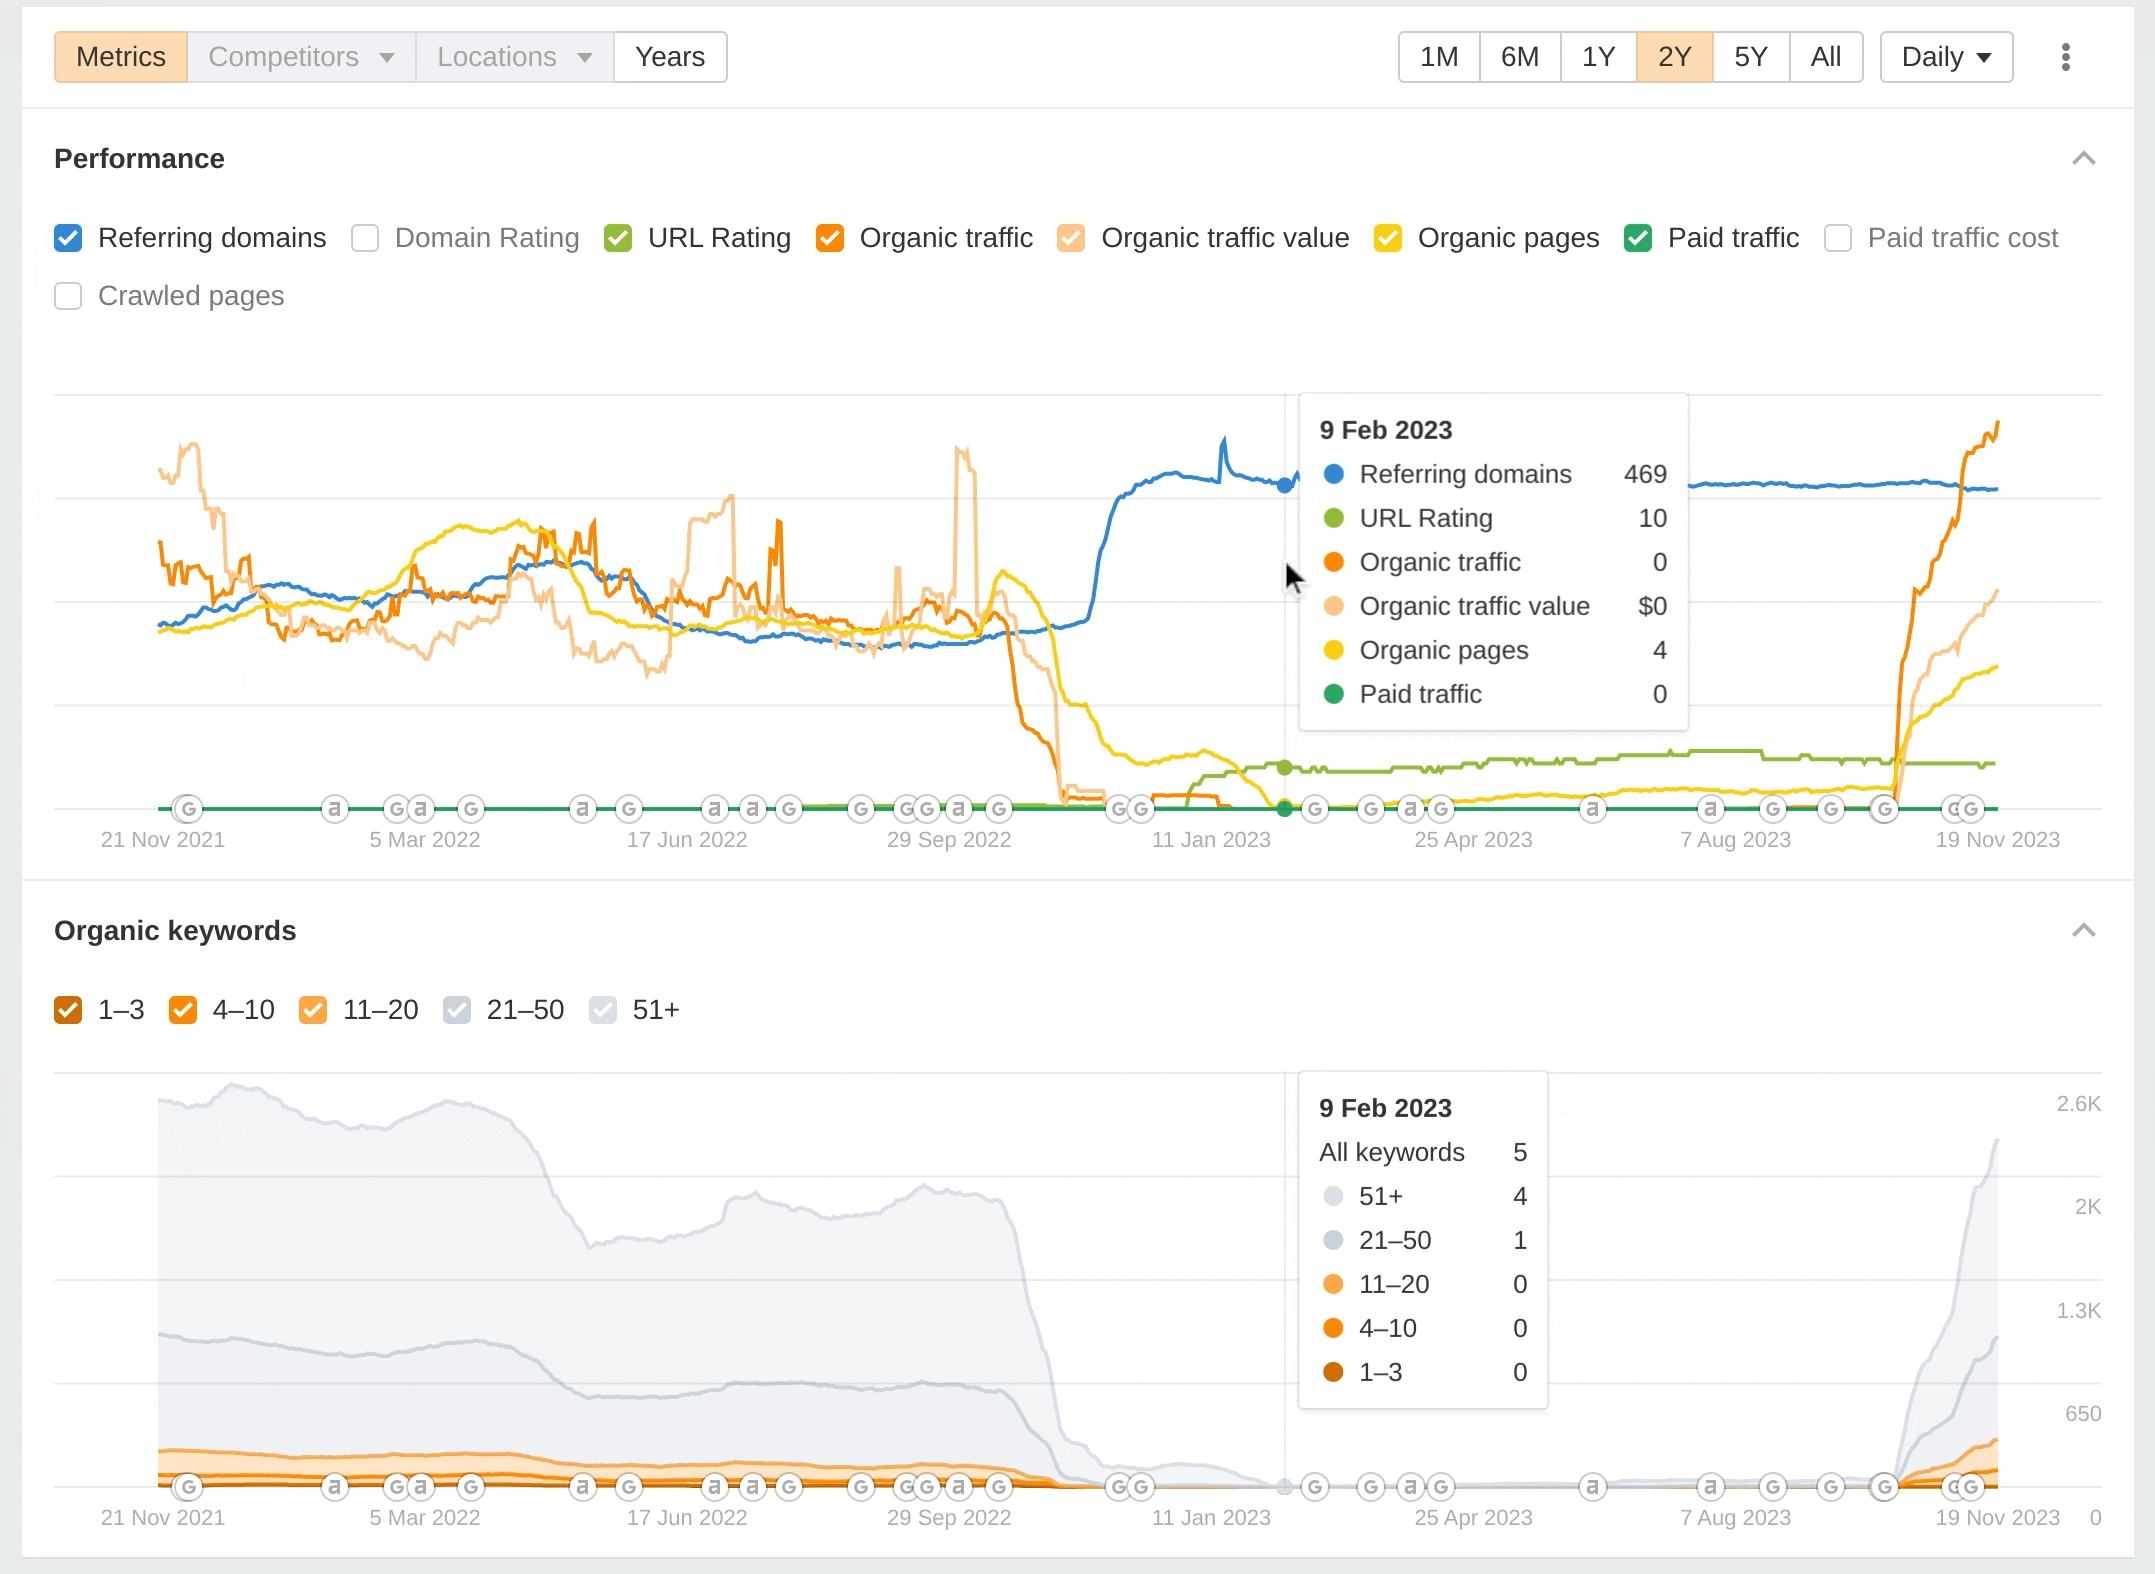 Metrics Competitors Locations Years 1M 6M 1Y 2Y 5Y All Daily
Performance
Referring domains Domain Rating URL Rating Organic traffic Organic traffic value Organic pages Paid traffic Paid traffic cost
Crawled pages
9 Feb 2023
Referring domains 469
URL Rating 10
Organic traffic 0
Organic traffic value $0
Organic pages 4
Paid traffic 0
G a G a G a G a a G G G G a G G G G G a G a a G G G G G
21 Nov 2021 5 Mar 2022 17 Jun 2022 29 Sep 2022 11 Jan 2023 25 Apr 2023 7 Aug 2023 19 Nov 2023
Organic keywords
1–3 4–10 11–20 21–50 51+
9 Feb 2023
All keywords 5
51+ 4
21–50 1
11–20 0
4–10 0
1–3 0
2.6K
2K
1.3K
650
G a G a G a G a a G G G G a G G G G G a G a a G G G G G
21 Nov 2021 5 Mar 2022 17 Jun 2022 29 Sep 2022 11 Jan 2023 25 Apr 2023 7 Aug 2023 19 Nov 2023 0